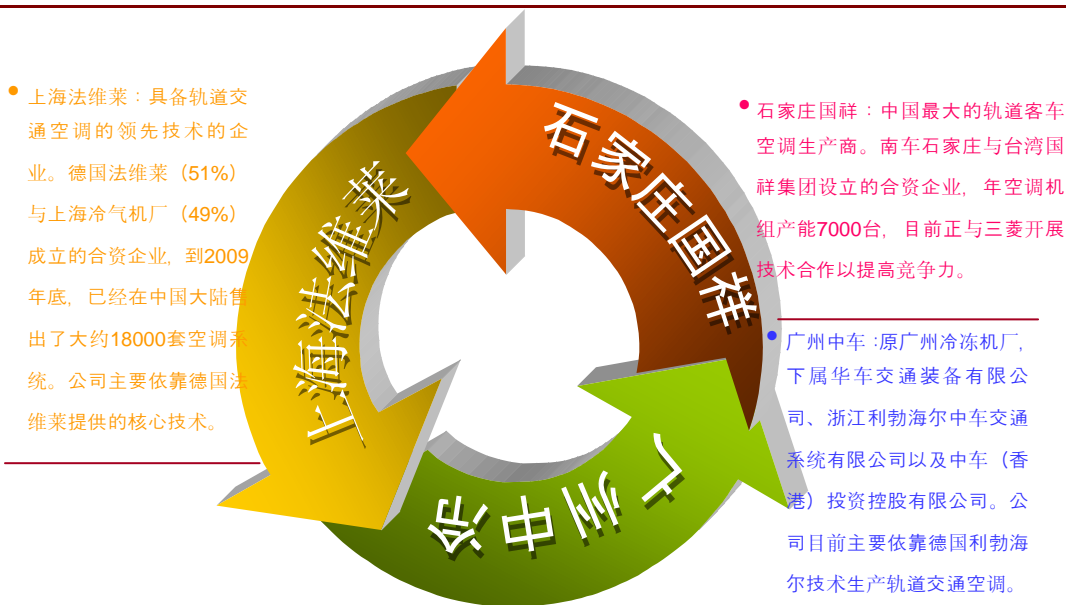 上海法维莱：具备轨道交
通空调的领先技术的企
业。德国法维莱（51%）
与上海冷气机厂（49%）
成立的合资企业, 到2009
年底，已经在中国大陆售
出了大约18000套空调系
统。公司主要依靠德国法
维莱提供的核心技术。
上海法维莱
石家庄国祥
广州中冷
石家庄国祥：中国最大的轨道客车
空调生产商。南车石家庄与台湾国
祥集团设立的合资企业，年空调机
组产能7000台，目前正与三菱开展
技术合作以提高竞争力。
广州中车:原广州冷冻机厂,
下属华车交通装备有限公
司、浙江利勃海尔中车交通
系统有限公司以及中车（香
港）投资控股有限公司。公
司目前主要依靠德国利勃海
尔技术生产轨道交通空调。